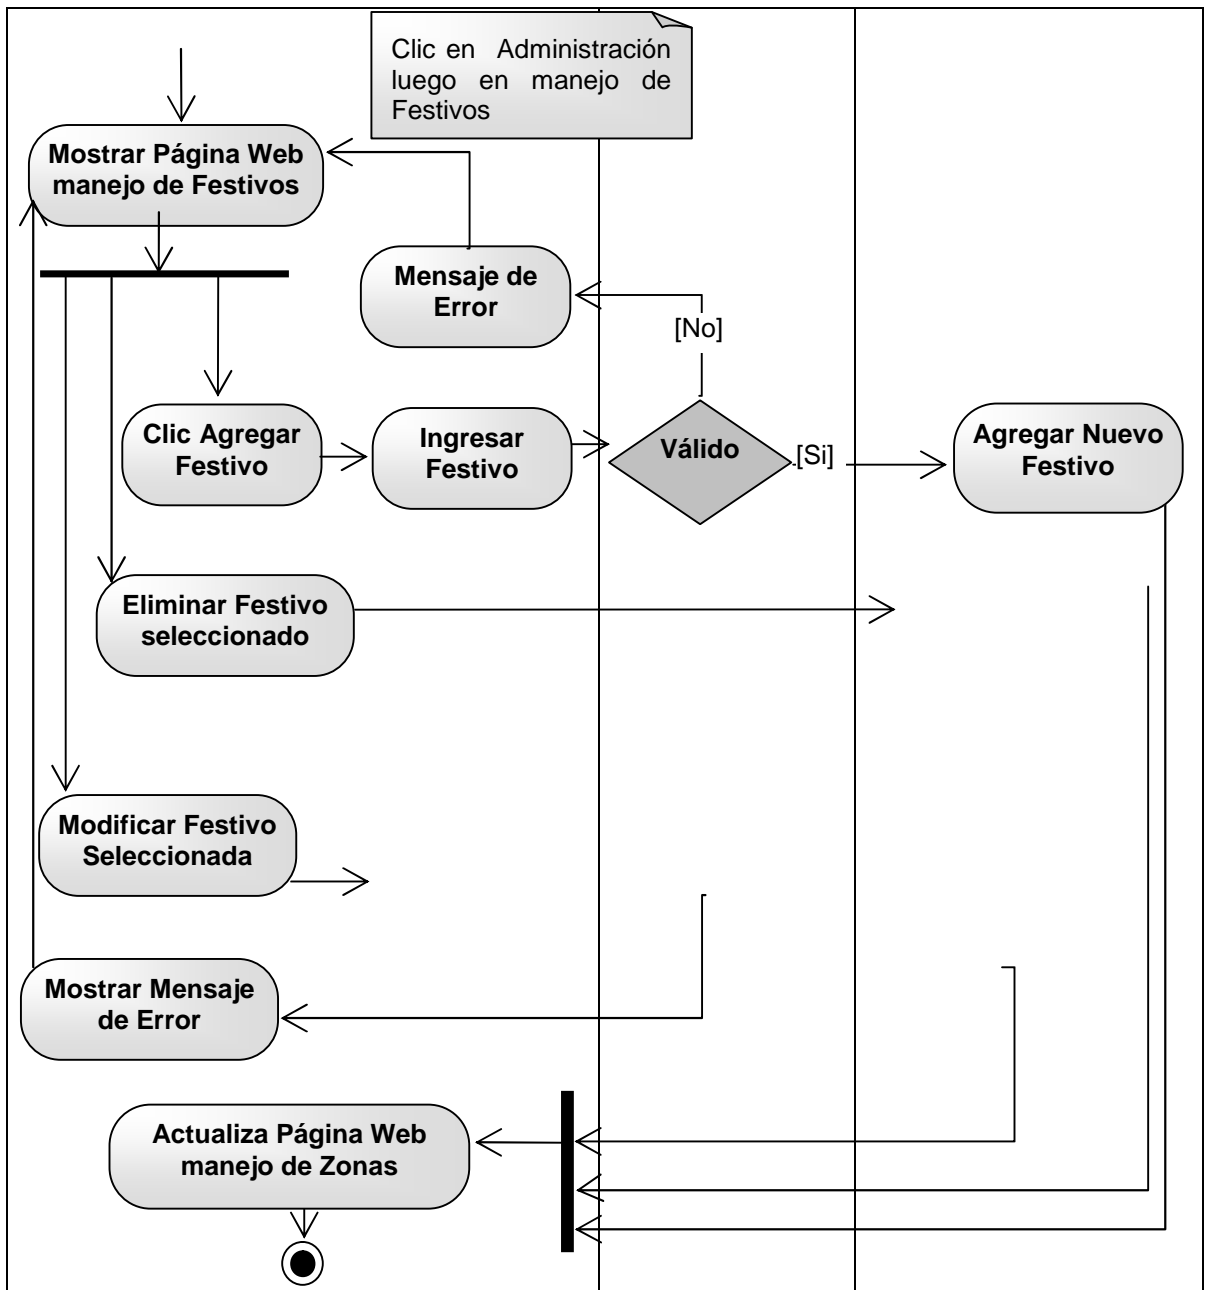 Clic en Administración
luego en manejo de
Festivos
Mostrar Página Web
manejo de Festivos
Mensaje de
Error
[No]
Clic Agregar
Festivo
Ingresar
Festivo
Válido
[Si]
Agregar Nuevo
Festivo
Eliminar Festivo
seleccionado
Modificar Festivo
Seleccionada
Mostrar Mensaje
de Error
Actualiza Página Web
manejo de Zonas